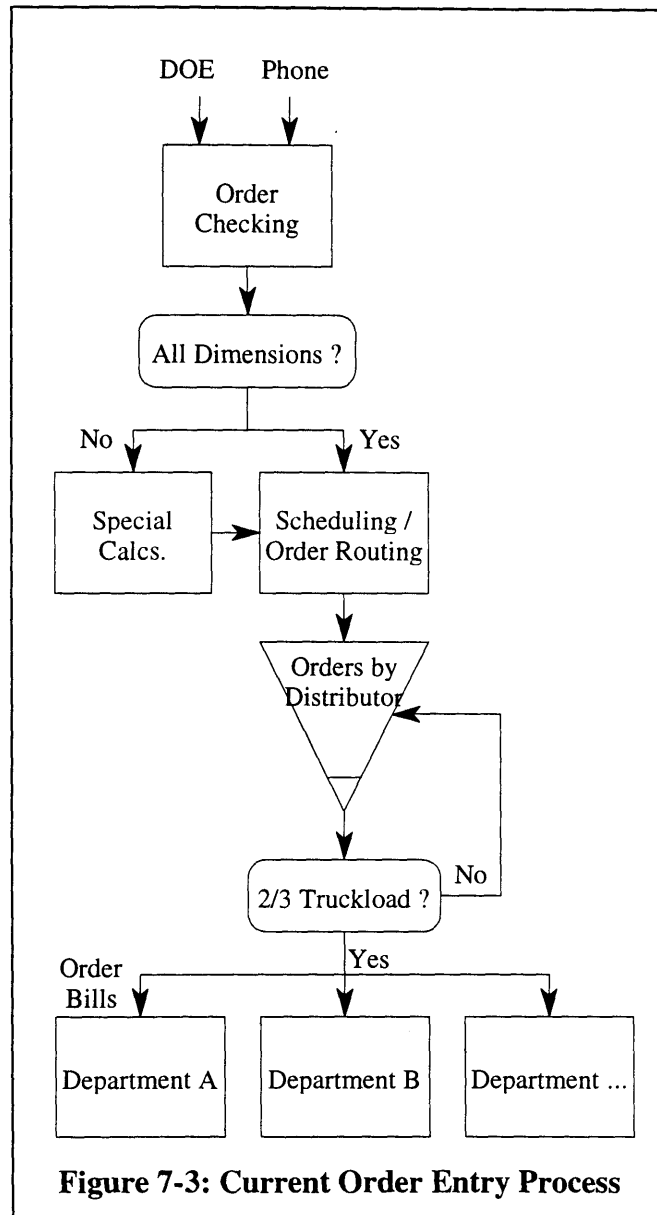 DOE Phone
Order
Checking
All Dimensions ?
No Yes
Special
Calcs.
Scheduling /
Order Routing
Orders by
Distributor
2/3 Truckload ?
No
Yes
Order
Bills
Department A
Department B
Department ...
Figure 7-3: Current Order Entry Process